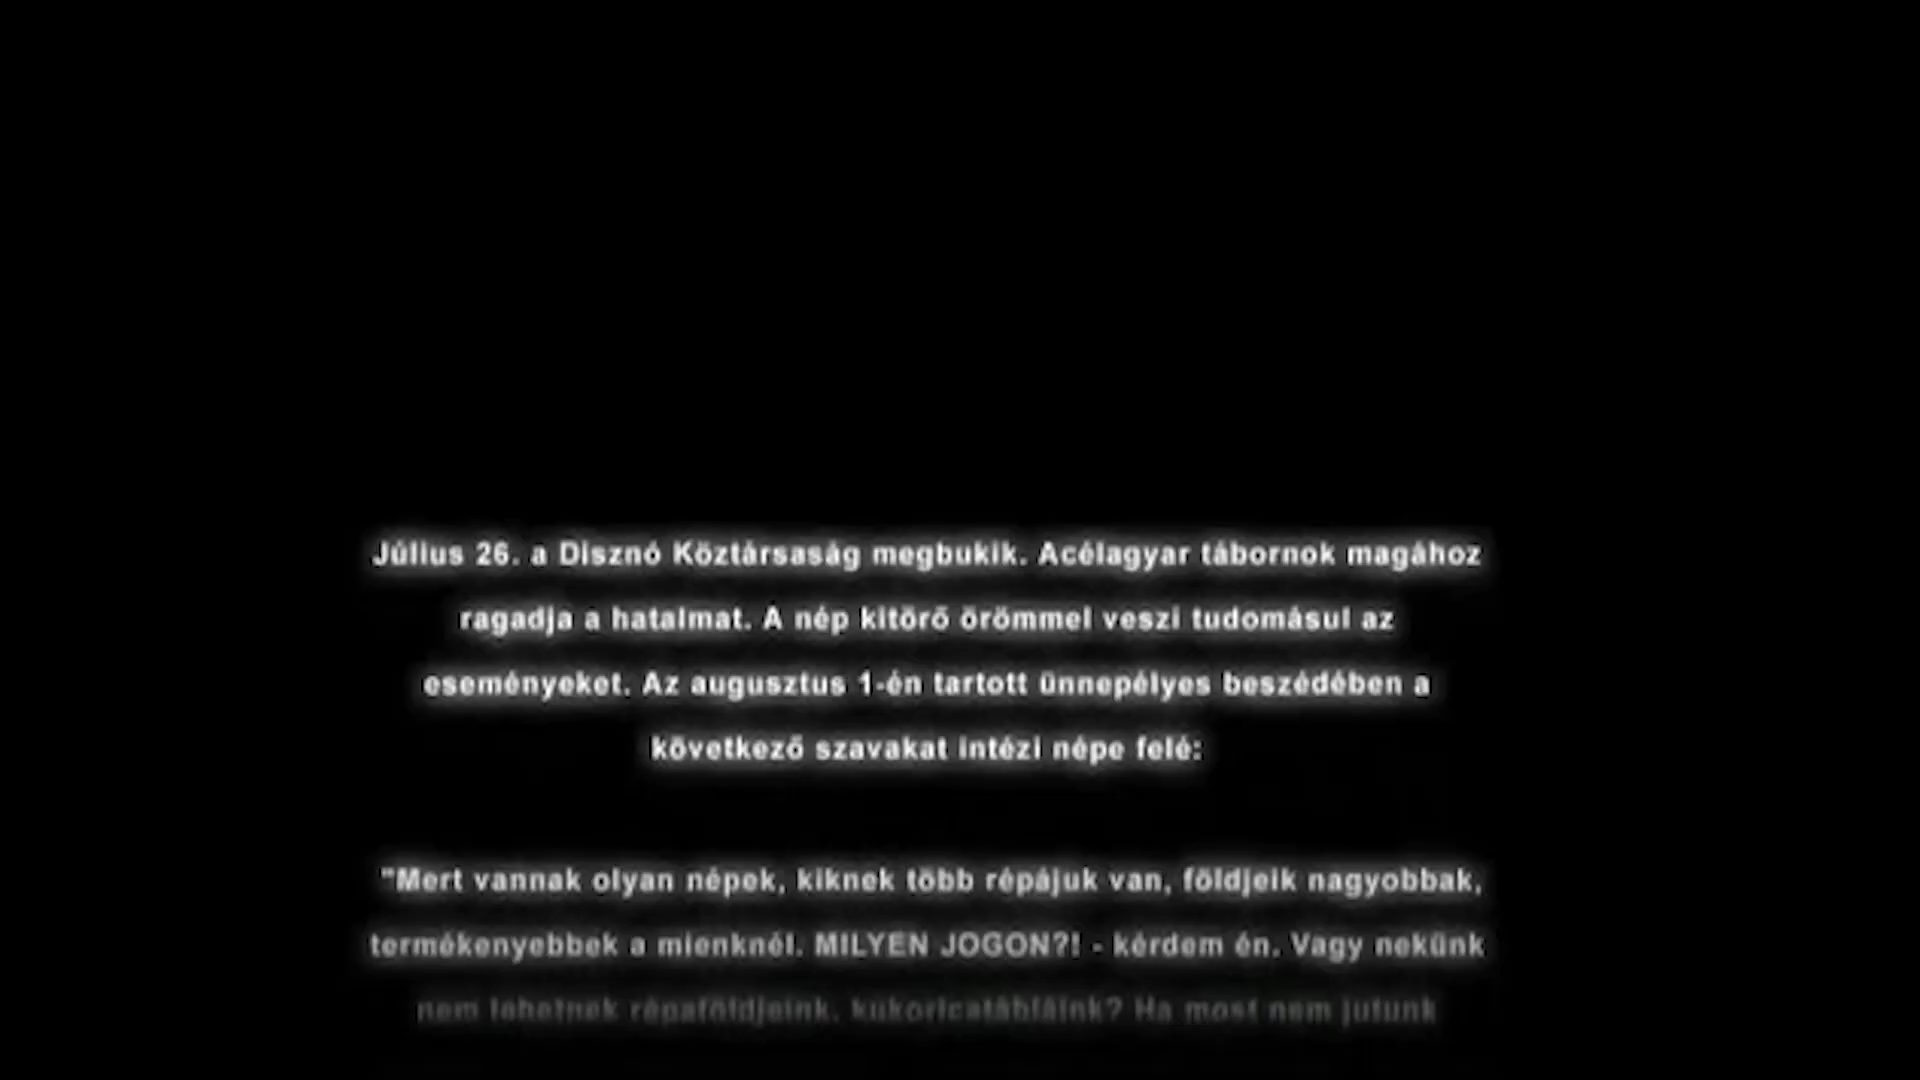 Július 26. a Disznó Köztársaság megbukik. Acélagyar tábornok magához
ragadja a hatalmat. A nép kitörő örömmel veszi tudomásul az
eseményeket. Az augusztus 1-én tartott ünnepélyes beszédében a
következő szavakat intézi népe felé:
"Mert vannak olyan népek, kiknek több répájuk van, földjeik nagyobbak,
termékenyebbek a mienknél. MILYEN JOGON?! - kérdem én. Vagy nekünk
nem lehetnek répaföldjeink, kukoricatábláink? Ha most nem jutunk